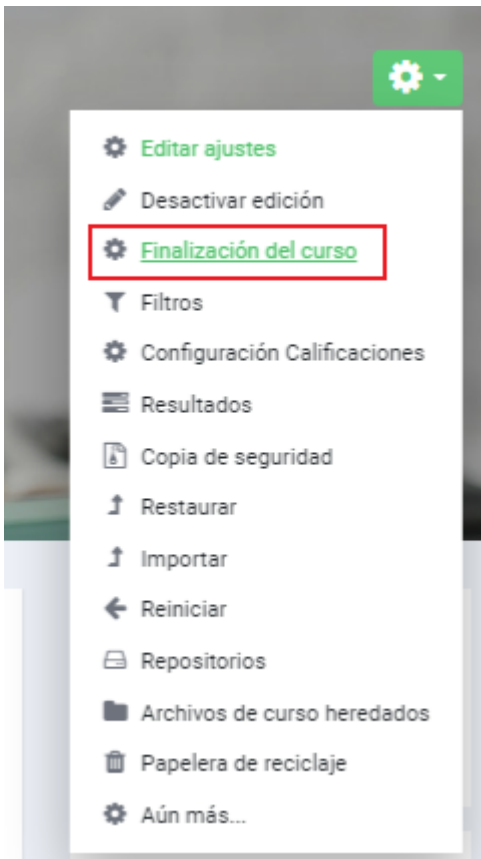 Editar ajustes
Desactivar edición
Finalización del curso
Filtros
Configuración Calificaciones
Resultados
Copia de seguridad
Restaurar
Importar
Reiniciar
Repositorios
Archivos de curso heredados
Papelera de reciclaje
Aún más...